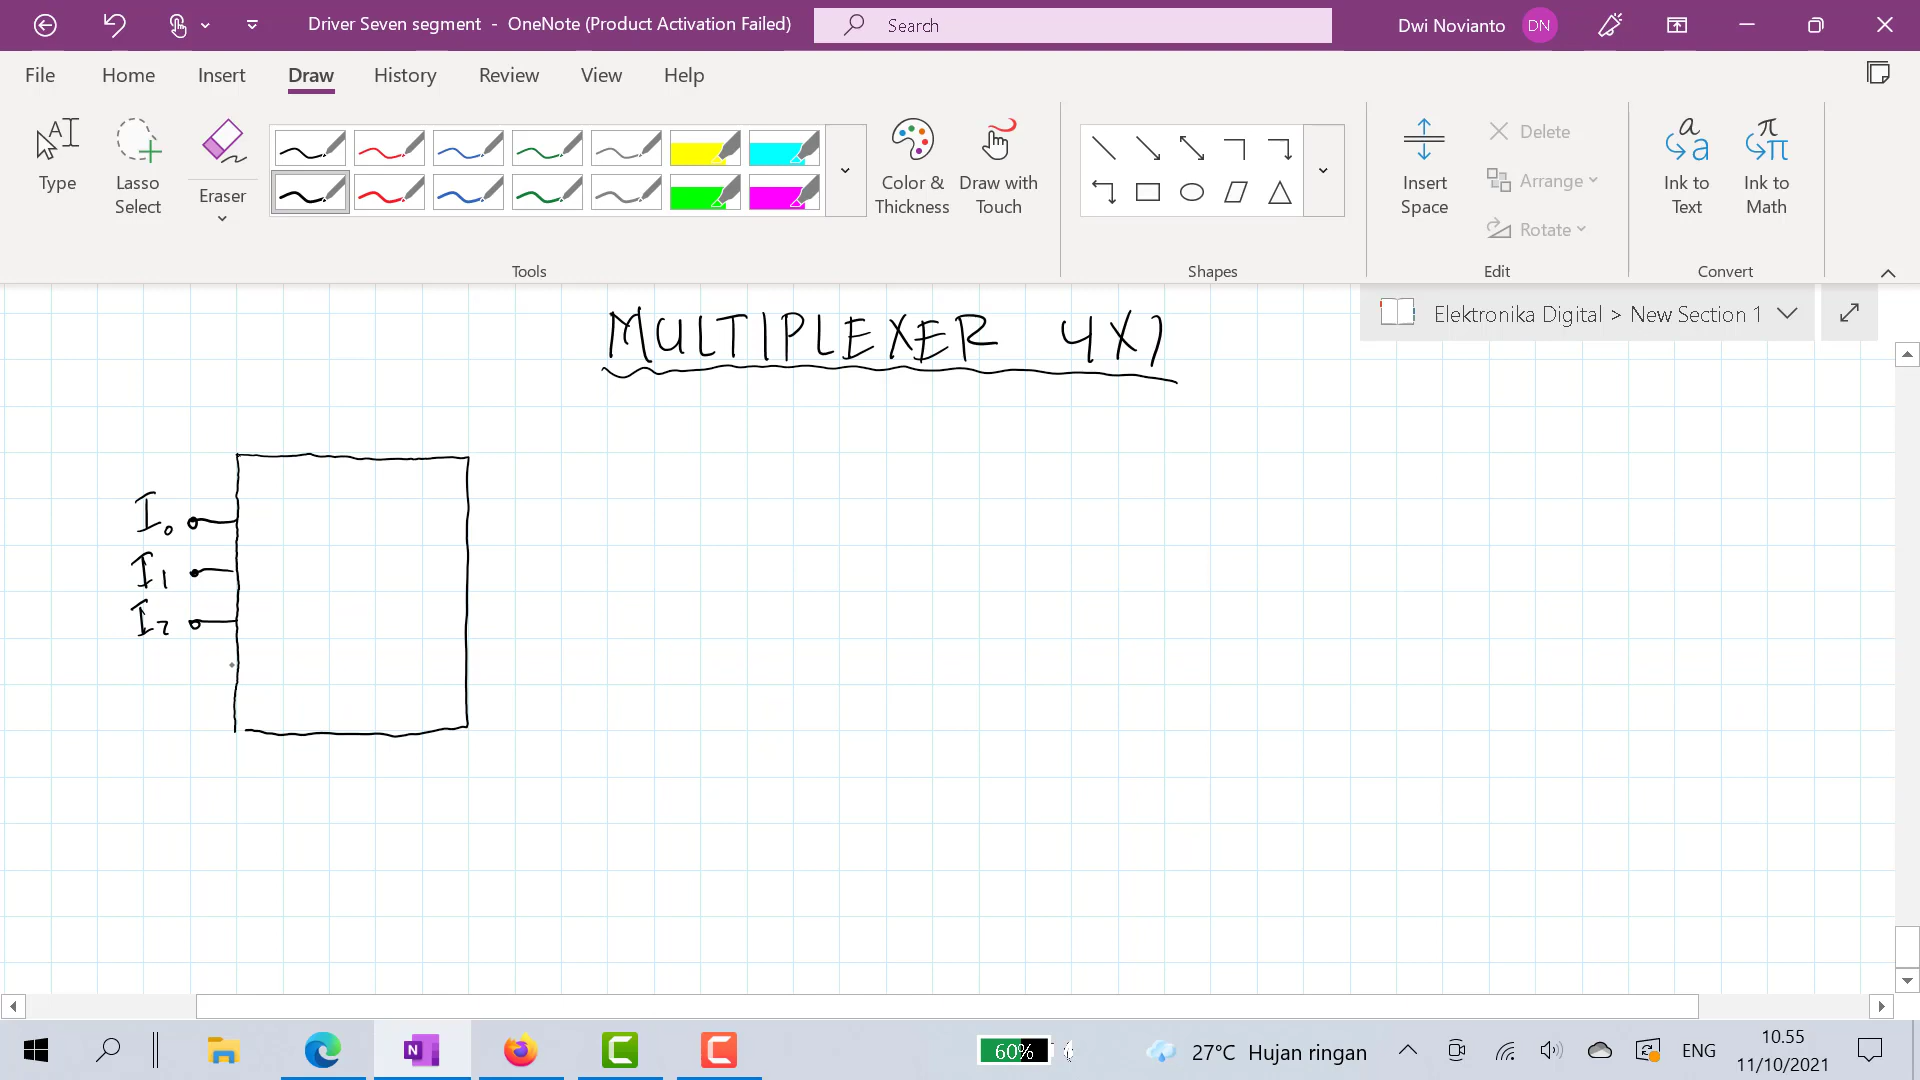 Driver Seven segment - OneNote (Product Activation Failed)
Search
Dwi Novianto
DN
File Home Insert Draw History Review View Help
Type
Lasso Select
Eraser
Color & Thickness
Draw with Touch
Insert Space
Delete
Arrange
Rotate
Ink to Text
Ink to Math
Tools
Shapes
Edit
Convert
Elektronika Digital > New Section 1
MULTIPLEXER 4X1
I0
I1
I2
60%
27°C Hujan ringan
ENG
10.55
11/10/2021